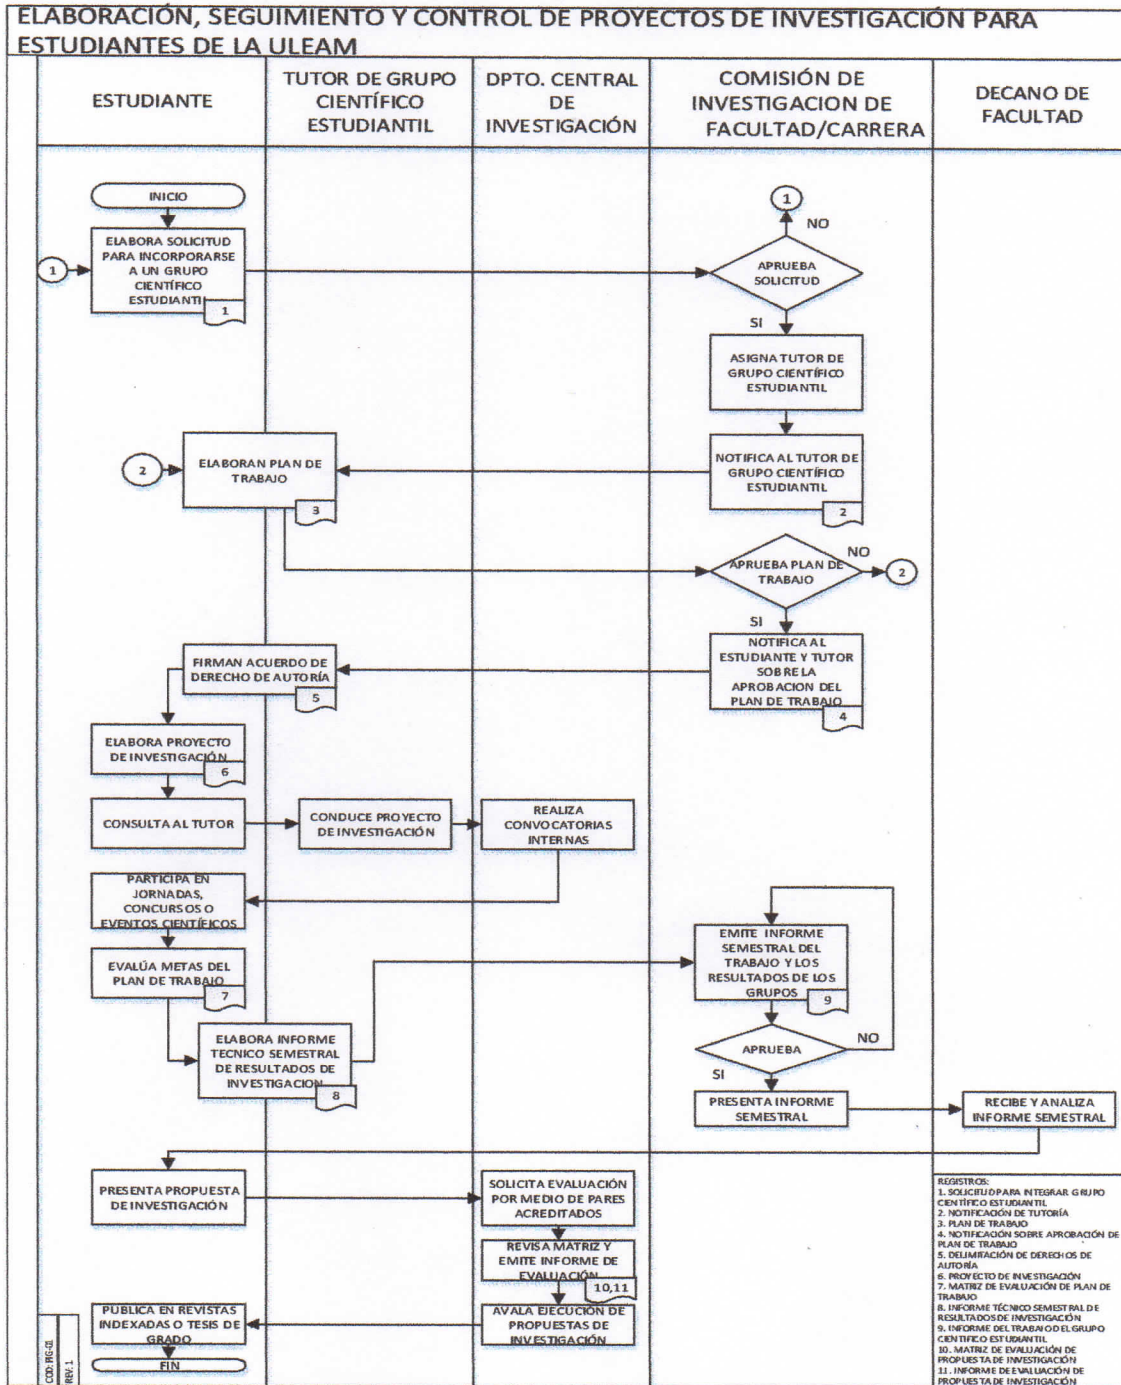 ELABORACIÓN, SEGUIMIENTO Y CONTROL DE PROYECTOS DE INVESTIGACIÓN PARA
ESTUDIANTES DE LA ULEAM
ESTUDIANTE
TUTOR DE GRUPO
CIENTÍFICO
ESTUDIANTIL
DPTO. CENTRAL
DE
INVESTIGACIÓN
COMISIÓN DE
INVESTIGACION DE
FACULTAD/CARRERA
DECANO DE
FACULTAD
INICIO
1
NO
1
ELABORA SOLICITUD
PARA INCORPORARSE
A UN GRUPO
CIENTÍFICO
ESTUDIANTIL
1
APRUEBA
SOLICITUD
SI
ASIGNA TUTOR DE
GRUPO CIENTÍFICO
ESTUDIANTIL
2
ELABORAN PLAN DE
TRABAJO
3
NOTIFICA AL TUTOR DE
GRUPO CIENTÍFICO
ESTUDIANTIL
2
APRUEBA PLAN DE
TRABAJO
NO
2
SI
FIRMAN ACUERDO DE
DERECHO DE AUTORÍA
5
NOTIFICA AL
ESTUDIANTE Y TUTOR
SOBRE LA
APROBACION DEL
PLAN DE TRABAJO
4
ELABORA PROYECTO
DE INVESTIGACIÓN
6
CONSULTA AL TUTOR
CONDUCE PROYECTO
DE INVESTIGACIÓN
REALIZA
CONVOCATORIAS
INTERNAS
PARTICIPA EN
JORNADAS,
CONCURSOS O
EVENTOS CIENTÍFICOS
EVALÚA METAS DEL
PLAN DE TRABAJO
7
EMITE INFORME
SEMESTRAL DEL
TRABAJO Y LOS
RESULTADOS DE LOS
GRUPOS
9
ELABORA INFORME
TECNICO SEMESTRAL
DE RESULTADOS DE
INVESTIGACION
8
APRUEBA
NO
SI
PRESENTA INFORME
SEMESTRAL
RECIBE Y ANALIZA
INFORME SEMESTRAL
PRESENTA PROPUESTA
DE INVESTIGACIÓN
SOLICITA EVALUACIÓN
POR MEDIO DE PARES
ACREDITADOS
REVISA MATRIZ Y
EMITE INFORME DE
EVALUACIÓN
10,11
PUBLICA EN REVISTAS
INDEXADAS O TESIS DE
GRADO
AVALA EJECUCIÓN DE
PROPUESTAS DE
INVESTIGACIÓN
FIN
REGISTROS:
1. SOLICITUD PARA INTEGRAR GRUPO
CIENTÍFICO ESTUDIANTIL
2. NOTIFICACIÓN DE TUTORÍA
3. PLAN DE TRABAJO
4. NOTIFICACIÓN SOBRE APROBACIÓN DE
PLAN DE TRABAJO
5. DELIMITACIÓN DE DERECHOS DE
AUTORÍA
6. PROYECTO DE INVESTIGACIÓN
7. MATRIZ DE EVALUACIÓN DE PLAN DE
TRABAJO
8. INFORME TÉCNICO SEMESTRAL DE
RESULTADOS DE INVESTIGACIÓN
9. INFORME DEL TRABAJO DEL GRUPO
CIENTIFICO ESTUDIANTIL
10. MATRIZ DE EVALUACIÓN DE
PROPUESTA DE INVESTIGACIÓN
11. INFORME DE EVALUACIÓN DE
PROPUESTA DE INVESTIGACIÓN
REV: 1